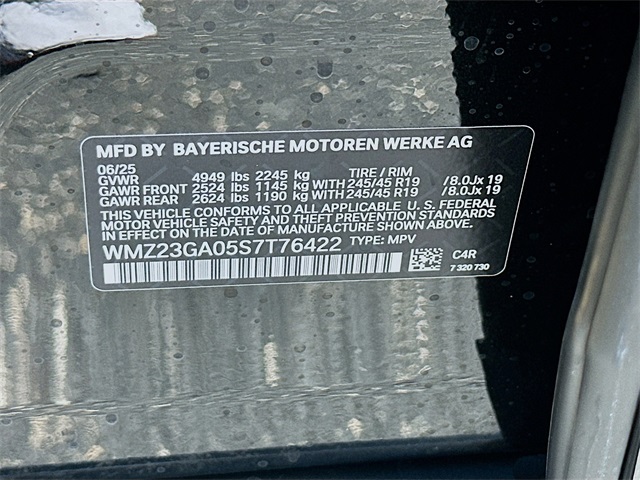 MFD BY BAYERISCHE MOTOREN WERKE AG
06/25 TIRE / RIM
GVWR 4949 lbs 2245 kg
GAWR FRONT 2524 lbs 1145 kg WITH 245/45 R19 /8.0Jx 19
GAWR REAR 2624 lbs 1190 kg WITH 245/45 R19 /8.0Jx 19
THIS VEHICLE CONFORMS TO ALL APPLICABLE U. S. FEDERAL
MOTOR VEHICLE SAFETY AND THEFT PREVENTION STANDARDS
IN EFFECT ON THE DATE OF MANUFACTURE SHOWN ABOVE.
WMZ23GA05S7T76422 TYPE: MPV
C4R
7 320 730